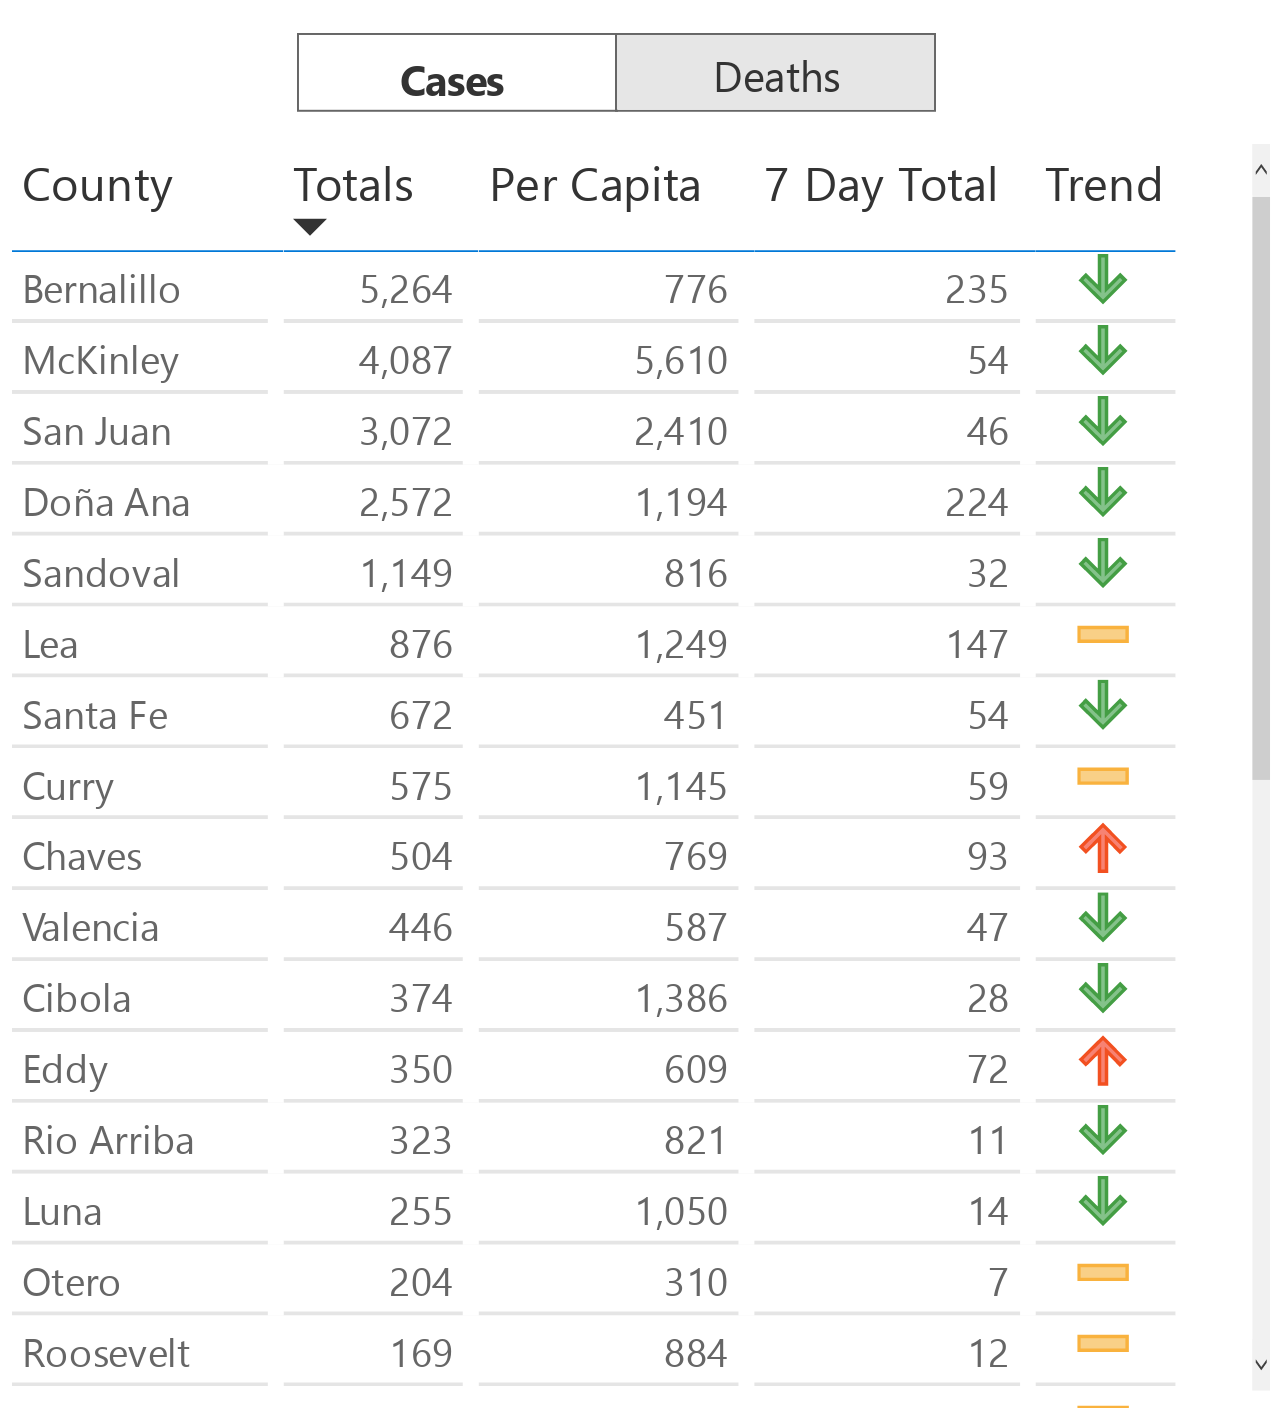 Cases Deaths
County Totals Per Capita 7 Day Total Trend
Bernalillo 5,264 776 235
McKinley 4,087 5,610 54
San Juan 3,072 2,410 46
Doña Ana 2,572 1,194 224
Sandoval 1,149 816 32
Lea 876 1,249 147
Santa Fe 672 451 54
Curry 575 1,145 59
Chaves 504 769 93
Valencia 446 587 47
Cibola 374 1,386 28
Eddy 350 609 72
Rio Arriba 323 821 11
Luna 255 1,050 14
Otero 204 310 7
Roosevelt 169 884 12